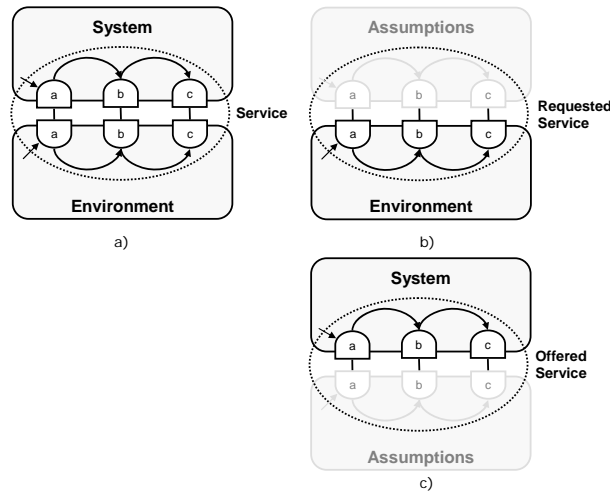 System
a
b
c
a
b
c
Service
Environment
a)
Assumptions
a
b
c
a
b
c
Requested
Service
Environment
b)
System
a
b
c
a
b
c
Offered
Service
Assumptions
c)